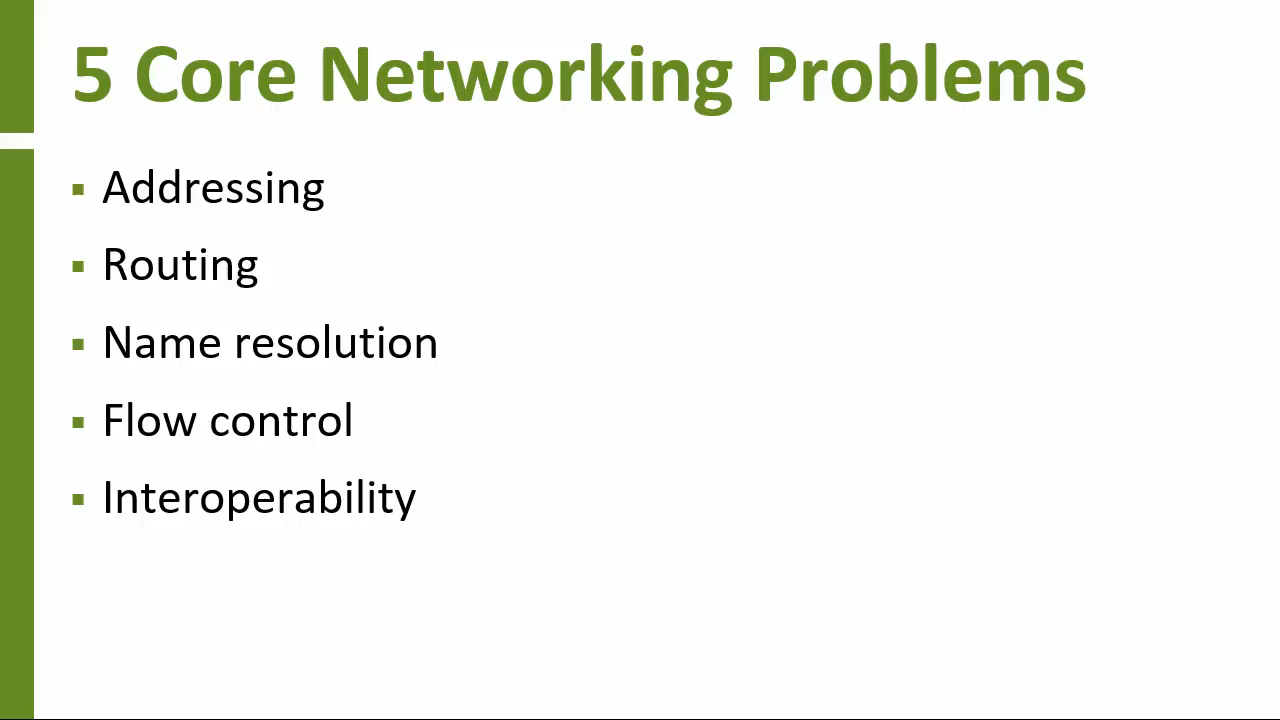 5 Core Networking Problems
▪ Addressing
▪ Routing
▪ Name resolution
▪ Flow control
▪ Interoperability